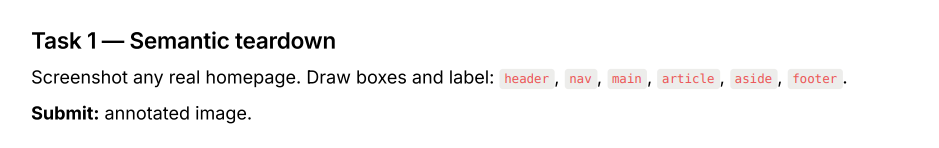 Task 1 — Semantic teardown
Screenshot any real homepage. Draw boxes and label: header, nav, main, article, aside, footer.
Submit: annotated image.